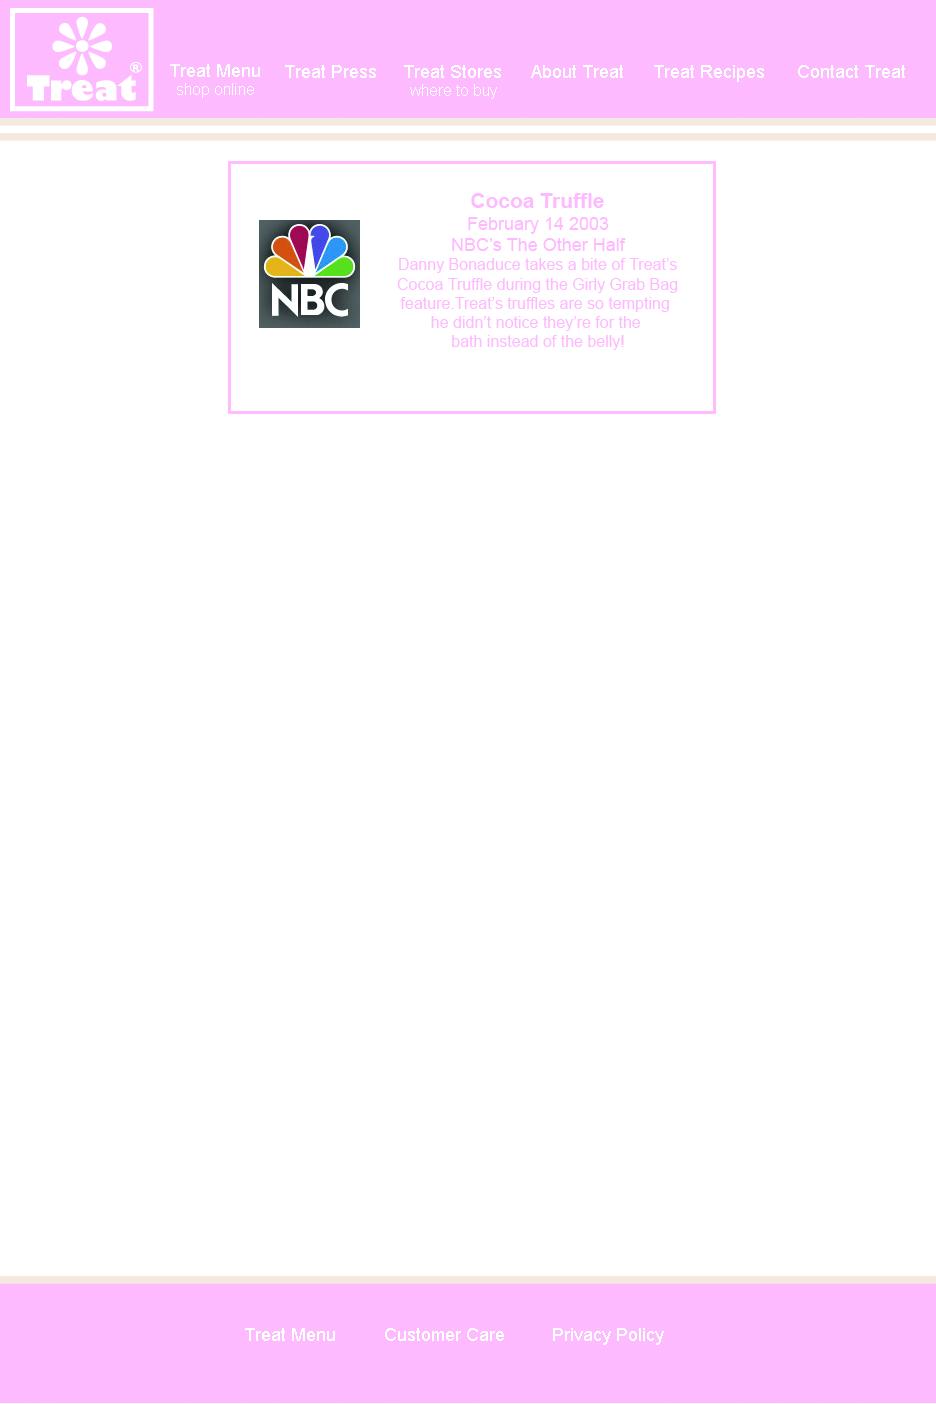 Treat®
Treat Menu
shop online
Treat Press
Treat Stores
where to buy
About Treat
Treat Recipes
Contact Treat
NBC
Cocoa Truffle
February 14 2003
NBC's The Other Half
Danny Bonaduce takes a bite of Treat's
Cocoa Truffle during the Girly Grab Bag
feature.Treat's truffles are so tempting
he didn't notice they're for the
bath instead of the belly!
Treat Menu
Customer Care
Privacy Policy